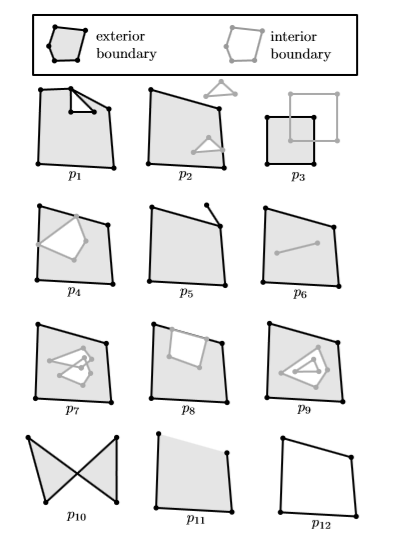 exterior
boundary
interior
boundary
p1
p2
p3
p4
p5
p6
p7
p8
p9
p10
p11
p12